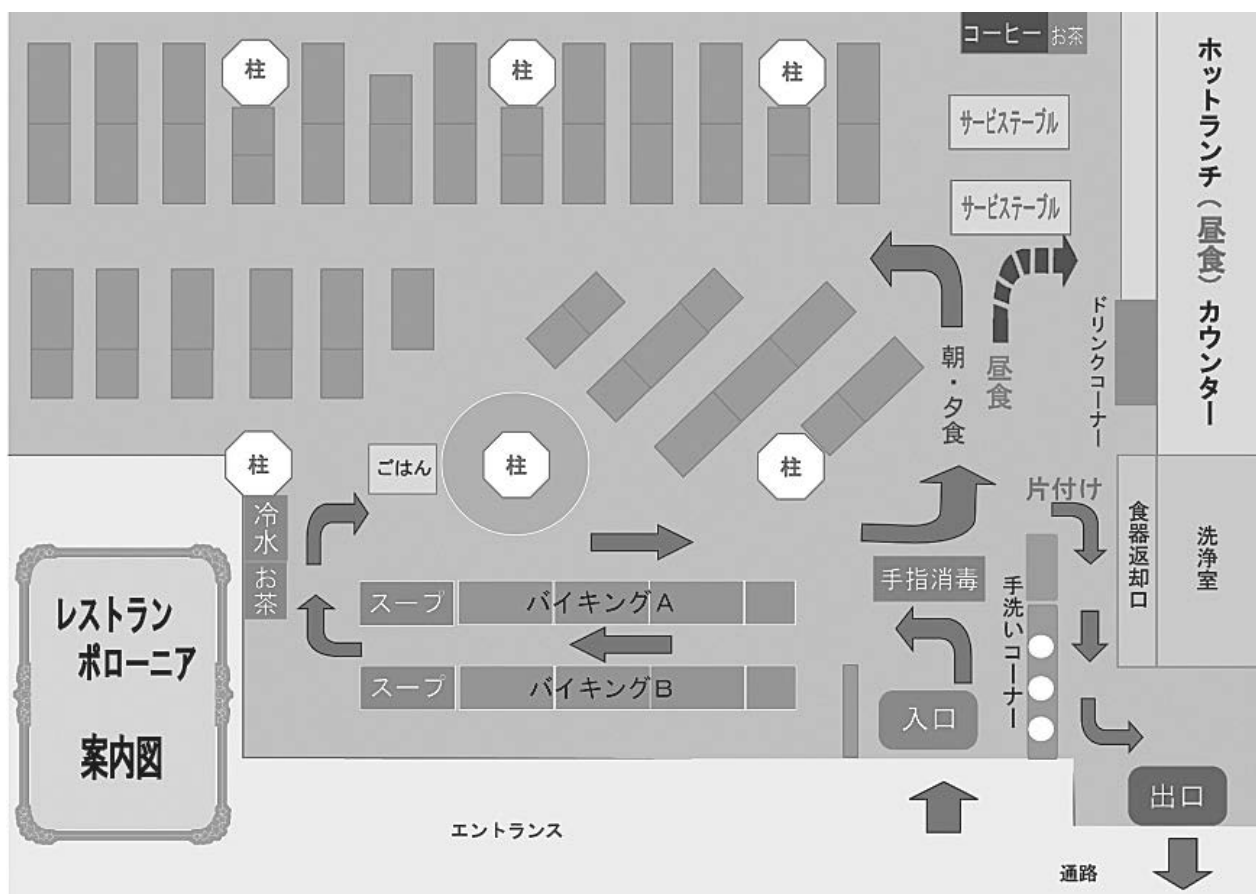 コーヒー
お茶
柱
柱
柱
サービステーブル
サービステーブル
ホットランチ(昼食)カウンター
ドリンクコーナー
朝・夕食
昼食
柱
ごはん
柱
柱
片付け
冷水
お茶
手指消毒
食器返却口
洗浄室
スープ
バイキングA
手洗いコーナー
スープ
バイキングB
入口
レストラン
ポローニア
案内図
出口
エントランス
通路